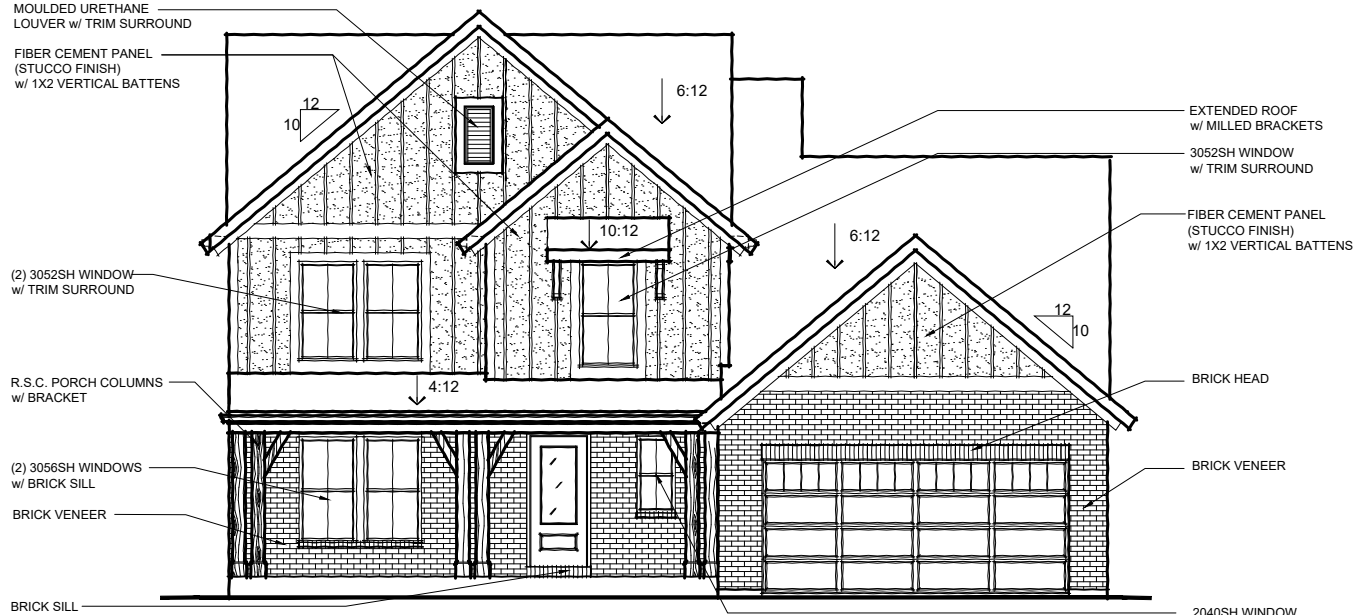 MOULDED URETHANE
LOUVER w/ TRIM SURROUND
FIBER CEMENT PANEL
(STUCCO FINISH)
w/ 1X2 VERTICAL BATTENS
12
10
6:12
EXTENDED ROOF
w/ MILLED BRACKETS
3052SH WINDOW
w/ TRIM SURROUND
FIBER CEMENT PANEL
(STUCCO FINISH)
w/ 1X2 VERTICAL BATTENS
10:12
6:12
(2) 3052SH WINDOW
w/ TRIM SURROUND
12
10
R.S.C. PORCH COLUMNS
w/ BRACKET
4:12
BRICK HEAD
(2) 3056SH WINDOWS
w/ BRICK SILL
BRICK VENEER
BRICK VENEER
BRICK SILL
2040SH WINDOW